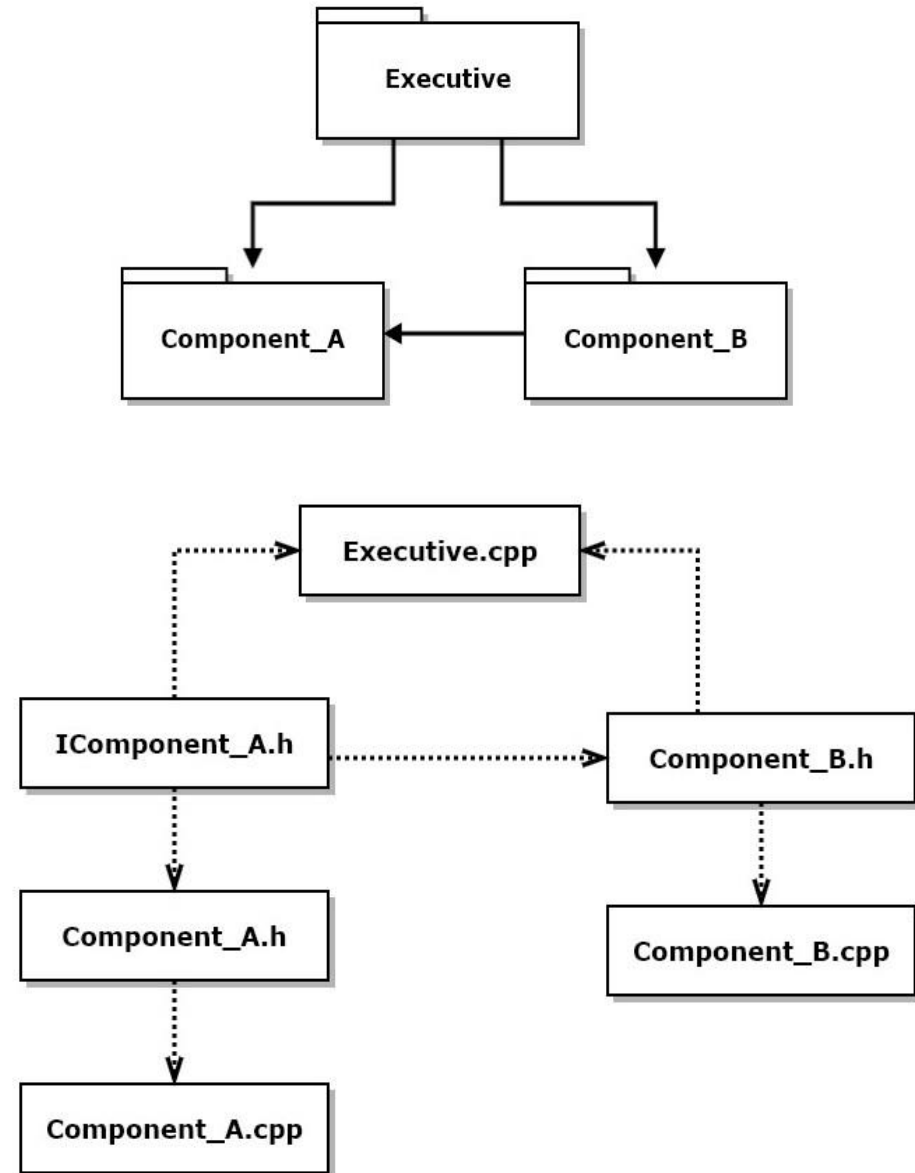 Executive
Component_A
Component_B
Executive.cpp
IComponent_A.h
Component_B.h
Component_A.h
Component_B.cpp
Component_A.cpp